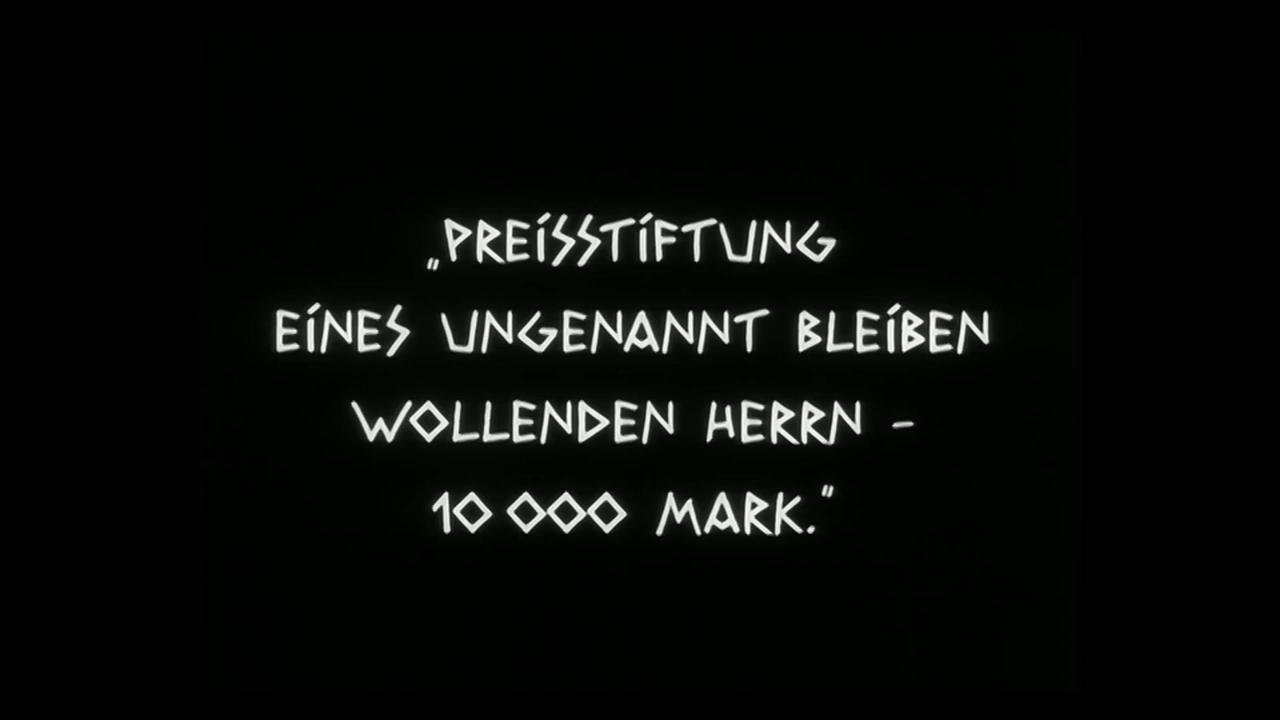 „PREISSTIFTUNG
EINES UNGENANNT BLEIBEN
WOLLENDEN HERRN -
10 000 MARK."